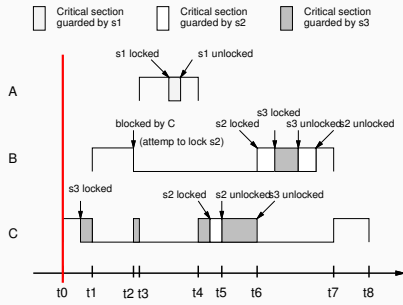 Critical section
guarded by s1
Critical section
guarded by s2
Critical section
guarded by s3
s1 locked
s1 unlocked
A
blocked by C
(attemp to lock s2)
s2 locked
s3 locked
s3 unlocked
s2 unlocked
B
s3 locked
s2 locked
s2 unlocked
s3 unlocked
C
t0 t1 t2 t3 t4 t5 t6 t7 t8